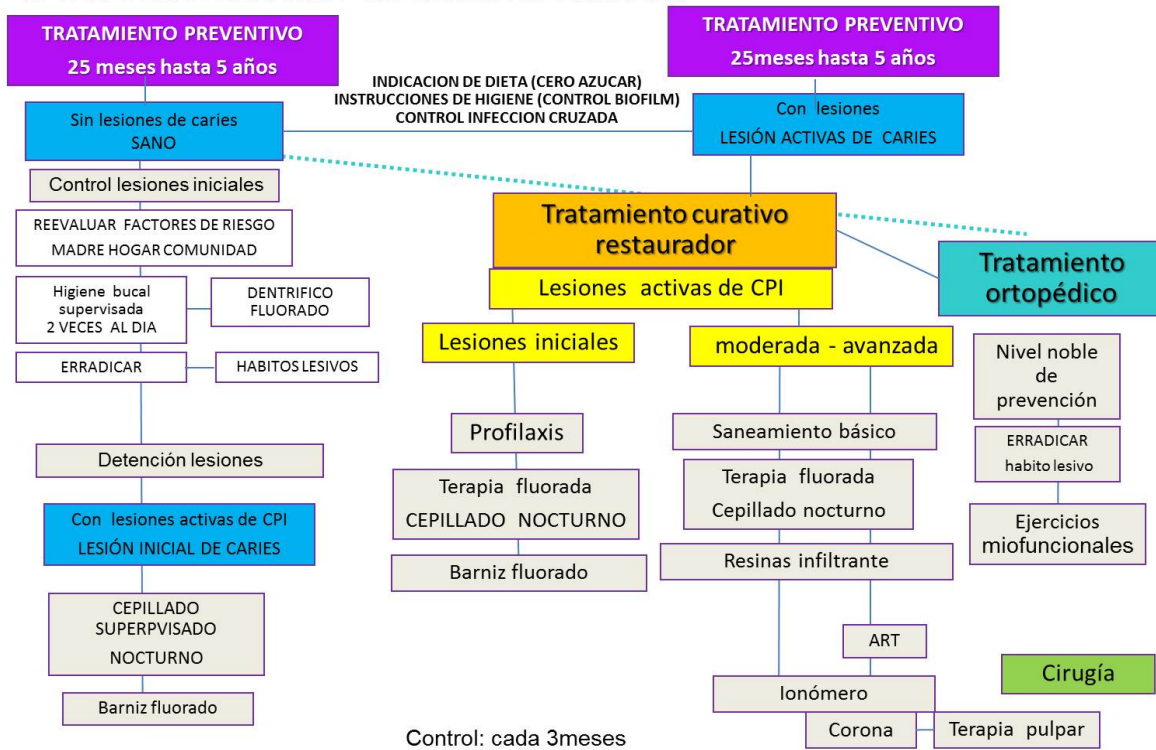 TRATAMIENTO PREVENTIVO
25 meses hasta 5 años
TRATAMIENTO PREVENTIVO
25meses hasta 5 años
INDICACION DE DIETA (CERO AZUCAR)
INSTRUCCIONES DE HIGIENE (CONTROL BIOFILM)
CONTROL INFECCION CRUZADA
Sin lesiones de caries
SANO
Con lesiones
LESIÓN ACTIVAS DE CARIES
Control lesiones iniciales
REEVALUAR FACTORES DE RIESGO
MADRE HOGAR COMUNIDAD
Higiene bucal
supervisada
2 VECES AL DIA
DENTRIFICO
FLUORADO
ERRADICAR
HABITOS LESIVOS
Detención lesiones
Con lesiones activas de CPI
LESIÓN INICIAL DE CARIES
CEPILLADO
SUPERPVISADO
NOCTURNO
Barniz fluorado
Tratamiento curativo
restaurador
Lesiones activas de CPI
Lesiones iniciales
Profilaxis
Terapia fluorada
CEPILLADO NOCTURNO
Barniz fluorado
moderada - avanzada
Saneamiento básico
Terapia fluorada
Cepillado nocturno
Resinas infiltrante
ART
Ionómero
Corona
Terapia pulpar
Tratamiento
ortopédico
Nivel noble
de
prevención
ERRADICAR
habito lesivo
Ejercicios
miofuncionales
Cirugía
Control: cada 3meses